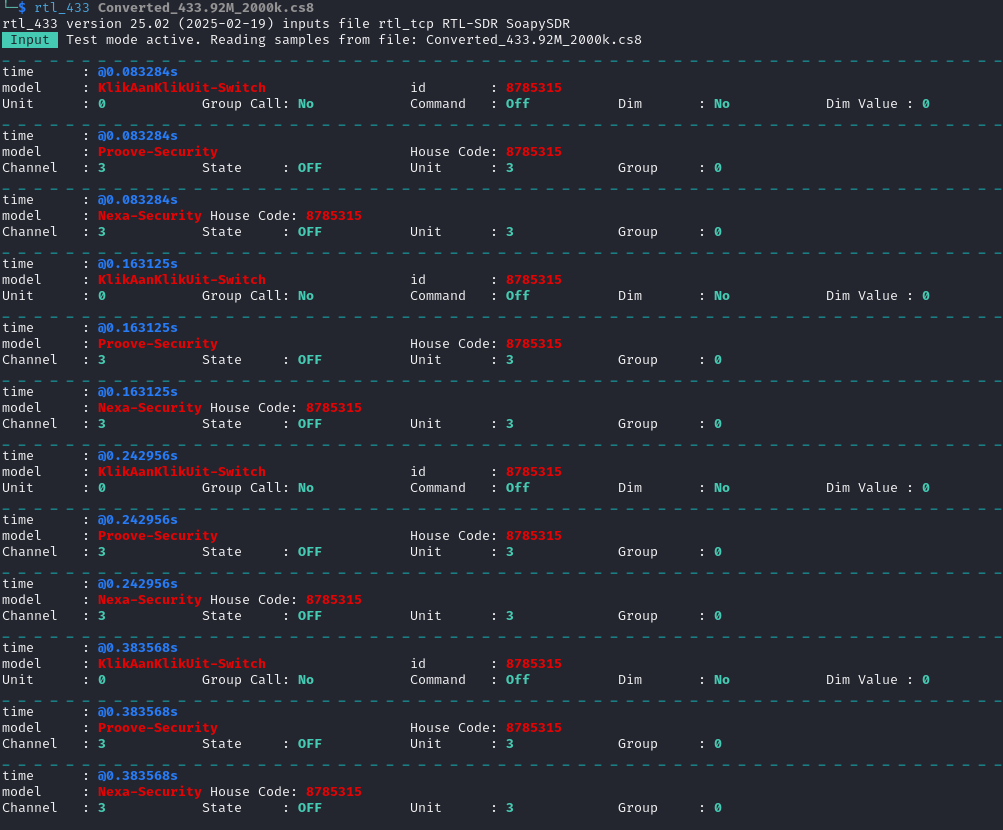 └─$ rtl_433 Converted_433.92M_2000k.cs8
rtl_433 version 25.02 (2025-02-19) inputs file rtl_tcp RTL-SDR SoapySDR
Input Test mode active. Reading samples from file: Converted_433.92M_2000k.cs8
_ _ _ _ _ _ _ _ _ _ _ _ _ _ _ _ _ _ _ _ _ _ _ _ _ _ _ _ _ _ _ _ _ _ _ _ _ _ _ _ _ _ _ _ _ _ _ _ _ _ _ _ _ _ _ _ _ _ _ _ _ _ _
time : @0.083284s
model : KlikAanKlikUit-Switch id : 8785315
Unit : 0 Group Call: No Command : Off Dim : No Dim Value : 0
_ _ _ _ _ _ _ _ _ _ _ _ _ _ _ _ _ _ _ _ _ _ _ _ _ _ _ _ _ _ _ _ _ _ _ _ _ _ _ _ _ _ _ _ _ _ _ _ _ _ _ _ _ _ _ _ _ _ _ _ _ _ _
time : @0.083284s
model : Proove-Security House Code: 8785315
Channel : 3 State : OFF Unit : 3 Group : 0
_ _ _ _ _ _ _ _ _ _ _ _ _ _ _ _ _ _ _ _ _ _ _ _ _ _ _ _ _ _ _ _ _ _ _ _ _ _ _ _ _ _ _ _ _ _ _ _ _ _ _ _ _ _ _ _ _ _ _ _ _ _ _
time : @0.083284s
model : Nexa-Security House Code: 8785315
Channel : 3 State : OFF Unit : 3 Group : 0
_ _ _ _ _ _ _ _ _ _ _ _ _ _ _ _ _ _ _ _ _ _ _ _ _ _ _ _ _ _ _ _ _ _ _ _ _ _ _ _ _ _ _ _ _ _ _ _ _ _ _ _ _ _ _ _ _ _ _ _ _ _ _
time : @0.163125s
model : KlikAanKlikUit-Switch id : 8785315
Unit : 0 Group Call: No Command : Off Dim : No Dim Value : 0
_ _ _ _ _ _ _ _ _ _ _ _ _ _ _ _ _ _ _ _ _ _ _ _ _ _ _ _ _ _ _ _ _ _ _ _ _ _ _ _ _ _ _ _ _ _ _ _ _ _ _ _ _ _ _ _ _ _ _ _ _ _ _
time : @0.163125s
model : Proove-Security House Code: 8785315
Channel : 3 State : OFF Unit : 3 Group : 0
_ _ _ _ _ _ _ _ _ _ _ _ _ _ _ _ _ _ _ _ _ _ _ _ _ _ _ _ _ _ _ _ _ _ _ _ _ _ _ _ _ _ _ _ _ _ _ _ _ _ _ _ _ _ _ _ _ _ _ _ _ _ _
time : @0.163125s
model : Nexa-Security House Code: 8785315
Channel : 3 State : OFF Unit : 3 Group : 0
_ _ _ _ _ _ _ _ _ _ _ _ _ _ _ _ _ _ _ _ _ _ _ _ _ _ _ _ _ _ _ _ _ _ _ _ _ _ _ _ _ _ _ _ _ _ _ _ _ _ _ _ _ _ _ _ _ _ _ _ _ _ _
time : @0.242956s
model : KlikAanKlikUit-Switch id : 8785315
Unit : 0 Group Call: No Command : Off Dim : No Dim Value : 0
_ _ _ _ _ _ _ _ _ _ _ _ _ _ _ _ _ _ _ _ _ _ _ _ _ _ _ _ _ _ _ _ _ _ _ _ _ _ _ _ _ _ _ _ _ _ _ _ _ _ _ _ _ _ _ _ _ _ _ _ _ _ _
time : @0.242956s
model : Proove-Security House Code: 8785315
Channel : 3 State : OFF Unit : 3 Group : 0
_ _ _ _ _ _ _ _ _ _ _ _ _ _ _ _ _ _ _ _ _ _ _ _ _ _ _ _ _ _ _ _ _ _ _ _ _ _ _ _ _ _ _ _ _ _ _ _ _ _ _ _ _ _ _ _ _ _ _ _ _ _ _
time : @0.242956s
model : Nexa-Security House Code: 8785315
Channel : 3 State : OFF Unit : 3 Group : 0
_ _ _ _ _ _ _ _ _ _ _ _ _ _ _ _ _ _ _ _ _ _ _ _ _ _ _ _ _ _ _ _ _ _ _ _ _ _ _ _ _ _ _ _ _ _ _ _ _ _ _ _ _ _ _ _ _ _ _ _ _ _ _
time : @0.383568s
model : KlikAanKlikUit-Switch id : 8785315
Unit : 0 Group Call: No Command : Off Dim : No Dim Value : 0
_ _ _ _ _ _ _ _ _ _ _ _ _ _ _ _ _ _ _ _ _ _ _ _ _ _ _ _ _ _ _ _ _ _ _ _ _ _ _ _ _ _ _ _ _ _ _ _ _ _ _ _ _ _ _ _ _ _ _ _ _ _ _
time : @0.383568s
model : Proove-Security House Code: 8785315
Channel : 3 State : OFF Unit : 3 Group : 0
_ _ _ _ _ _ _ _ _ _ _ _ _ _ _ _ _ _ _ _ _ _ _ _ _ _ _ _ _ _ _ _ _ _ _ _ _ _ _ _ _ _ _ _ _ _ _ _ _ _ _ _ _ _ _ _ _ _ _ _ _ _ _
time : @0.383568s
model : Nexa-Security House Code: 8785315
Channel : 3 State : OFF Unit : 3 Group : 0